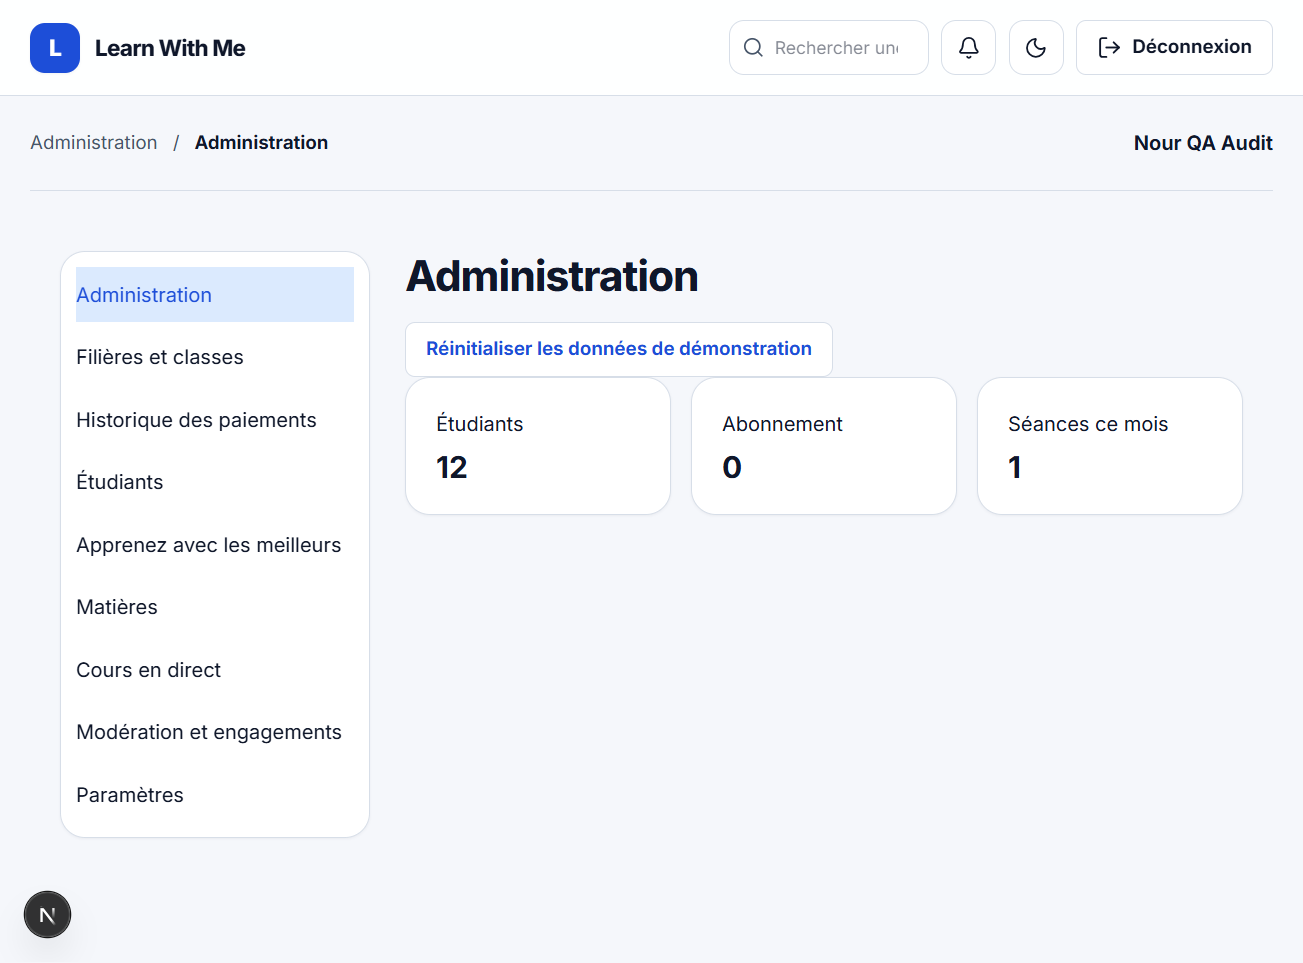 L Learn With Me
Rechercher une
Déconnexion
Administration / Administration
Nour QA Audit
Administration
Filières et classes
Historique des paiements
Étudiants
Apprenez avec les meilleurs
Matières
Cours en direct
Modération et engagements
Paramètres
Administration
Réinitialiser les données de démonstration
Étudiants
12
Abonnement
0
Séances ce mois
1
N